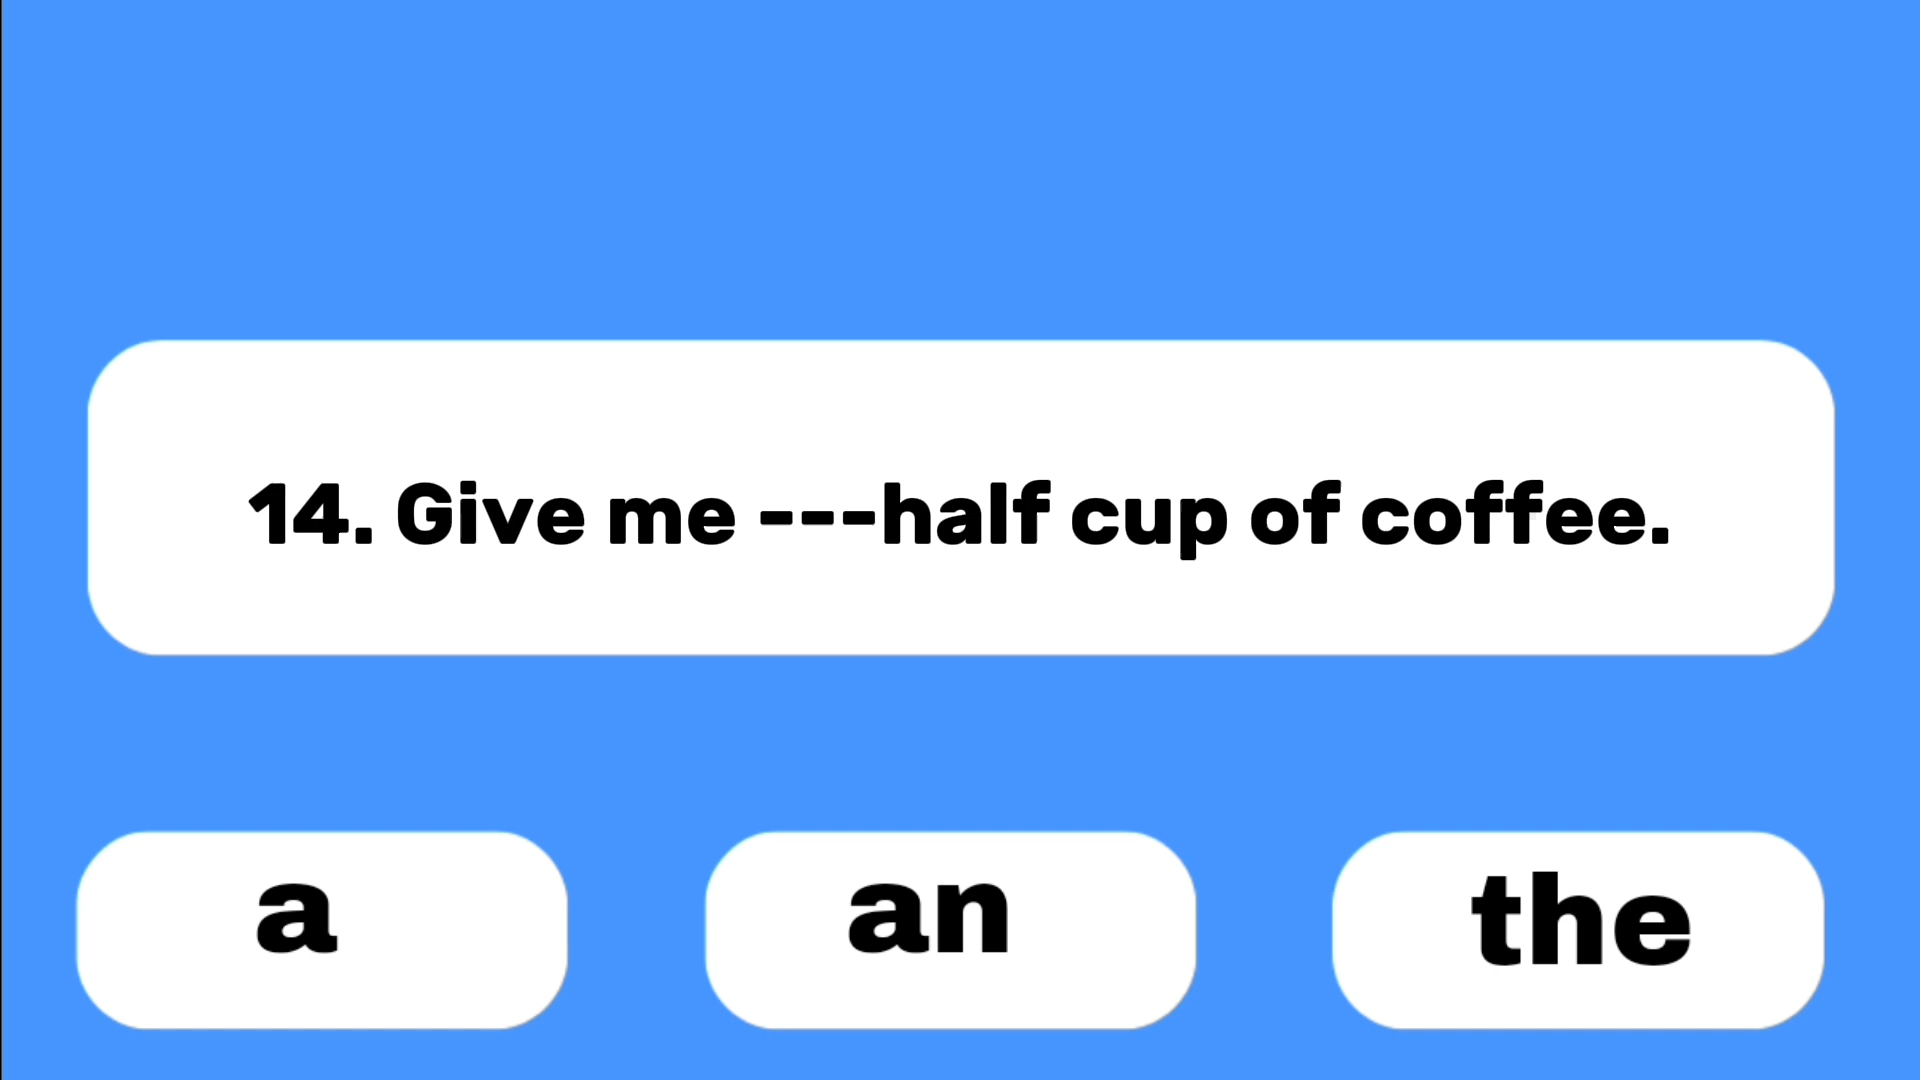 14. Give me ---half cup of coffee.
a
an
the